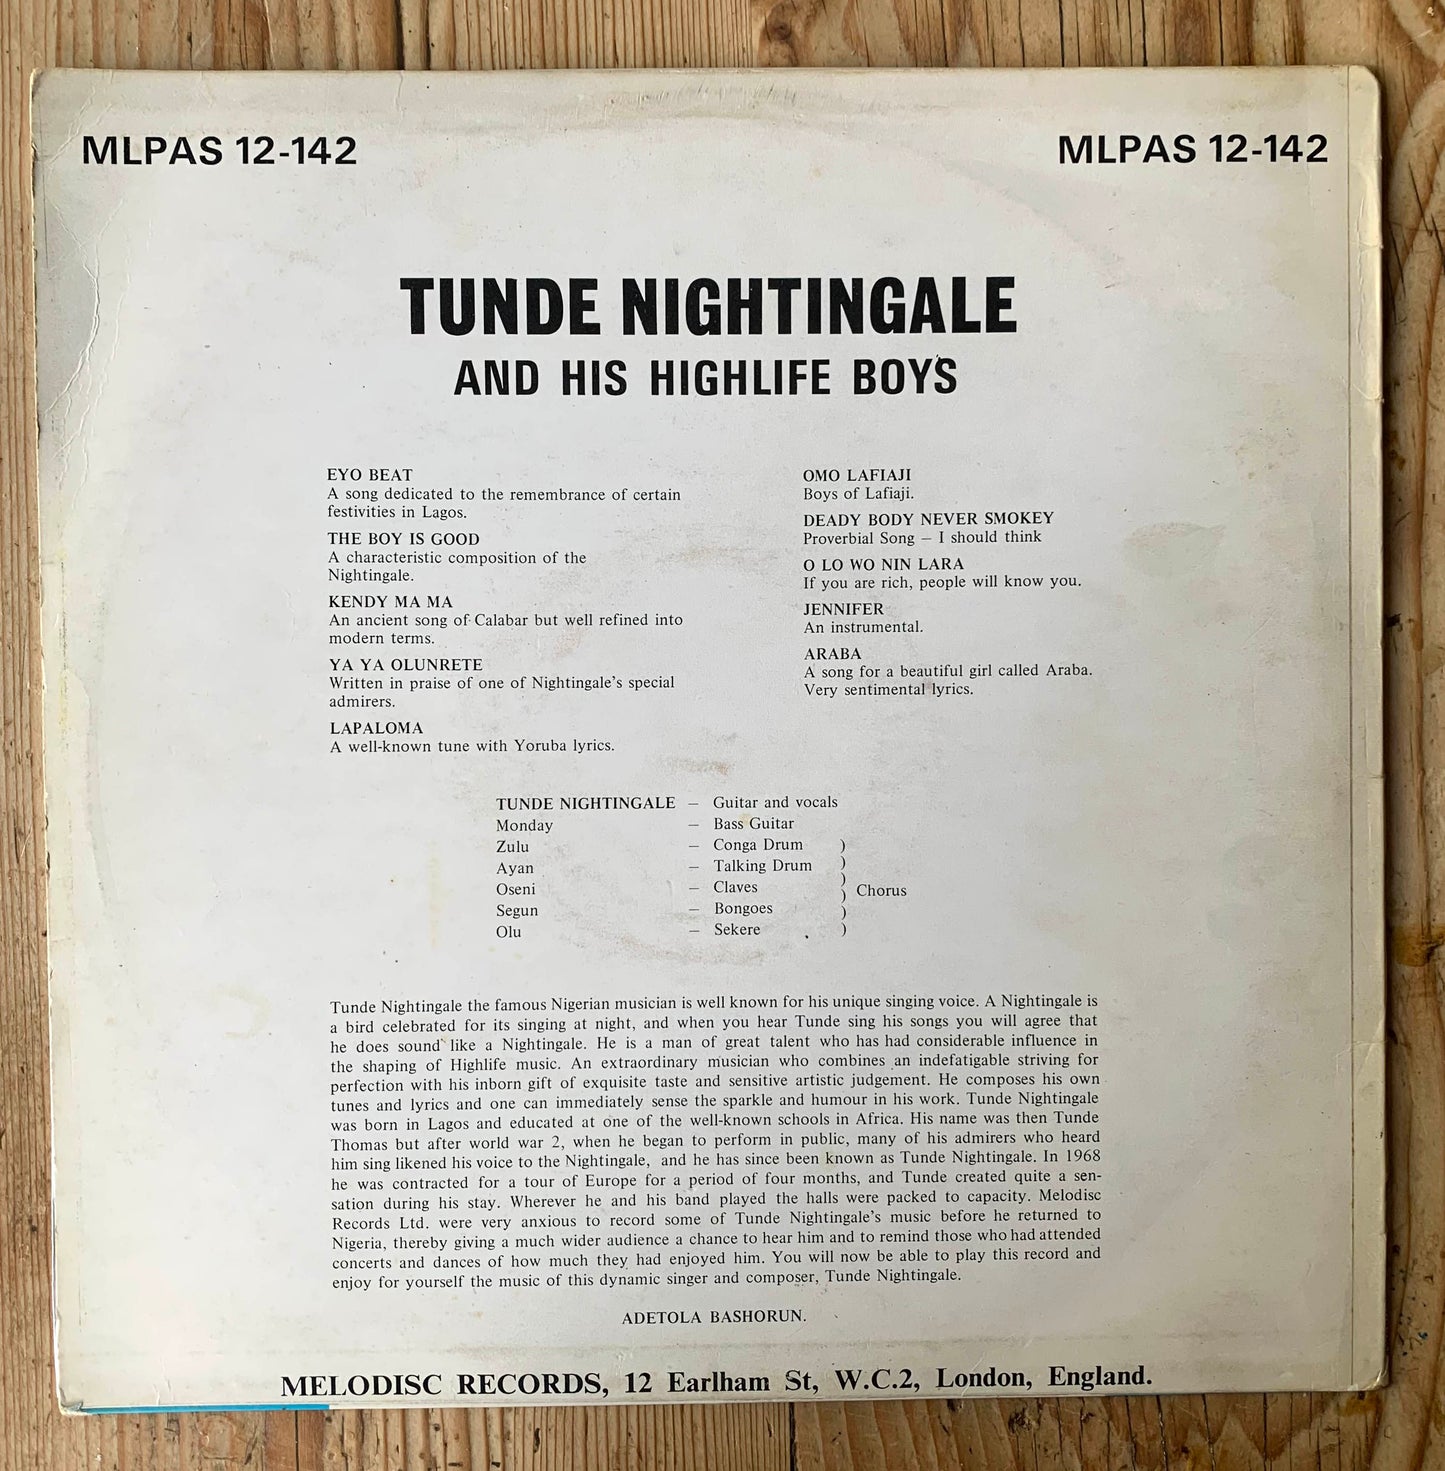 MLPAS 12-142
MLPAS 12-142
TUNDE NIGHTINGALE
AND HIS HIGHLIFE BOYS
EYO BEAT
A song dedicated to the remembrance of certain
festivities in Lagos.
THE BOY IS GOOD
A characteristic composition of the
Nightingale.
KENDY MA MA
An ancient song of Calabar but well refined into
modern terms.
YA YA OLUNRETE
Written in praise of one of Nightingale's special
admirers.
LAPALOMA
A well-known tune with Yoruba lyrics.
OMO LAFIAJI
Boys of Lafiaji.
DEADY BODY NEVER SMOKEY
Proverbial Song – I should think
O LO WO NIN LARA
If you are rich, people will know you.
JENNIFER
An instrumental.
ARABA
A song for a beautiful girl called Araba.
Very sentimental lyrics.
TUNDE NIGHTINGALE – Guitar and vocals
Monday – Bass Guitar
Zulu – Conga Drum )
Ayan – Talking Drum )
Oseni – Claves ) ) Chorus
Segun – Bongoes )
Olu – Sekere )
Tunde Nightingale the famous Nigerian musician is well known for his unique singing voice. A Nightingale is
a bird celebrated for its singing at night, and when you hear Tunde sing his songs you will agree that
he does sound like a Nightingale. He is a man of great talent who has had considerable influence in
the shaping of Highlife music. An extraordinary musician who combines an indefatigable striving for
perfection with his inborn gift of exquisite taste and sensitive artistic judgement. He composes his own
tunes and lyrics and one can immediately sense the sparkle and humour in his work. Tunde Nightingale
was born in Lagos and educated at one of the well-known schools in Africa. His name was then Tunde
Thomas but after world war 2, when he began to perform in public, many of his admirers who heard
him sing likened his voice to the Nightingale, and he has since been known as Tunde Nightingale. In 1968
he was contracted for a tour of Europe for a period of four months, and Tunde created quite a sen-
sation during his stay. Wherever he and his band played the halls were packed to capacity. Melodisc
Records Ltd. were very anxious to record some of Tunde Nightingale's music before he returned to
Nigeria, thereby giving a much wider audience a chance to hear him and to remind those who had attended
concerts and dances of how much they had enjoyed him. You will now be able to play this record and
enjoy for yourself the music of this dynamic singer and composer, Tunde Nightingale.
ADETOLA BASHORUN.
MELODISC RECORDS, 12 Earlham St, W.C.2, London, England.